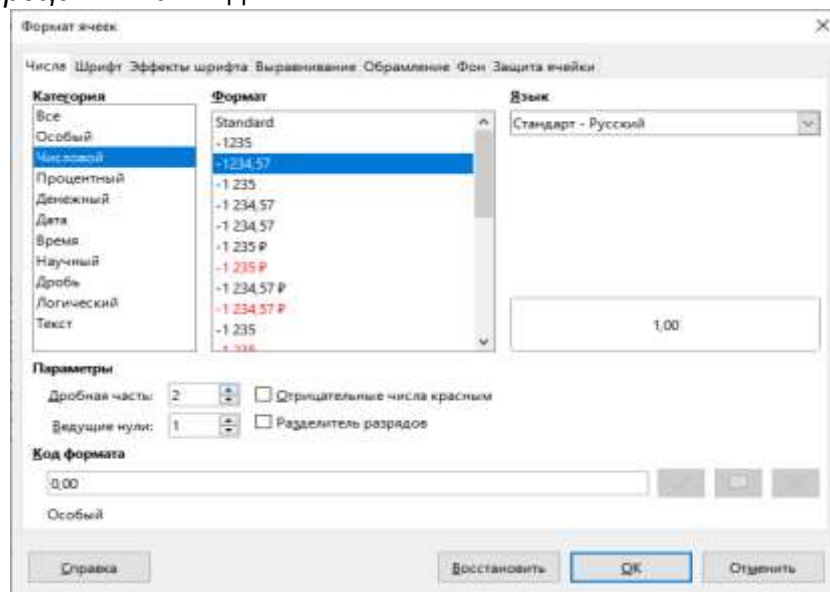 Формат ячеек
Числа Шрифт Эффекты шрифта Выравнивание Обрамление Фон Защита ячейки
Категория Формат Язык
Все
Особый
Числовой
Процентный
Денежный
Дата
Время
Научный
Дробь
Логический
Текст
Standard
-1235
-1234,57
-1 235
-1 234,57
-1 234,57
-1 235 ₽
-1 235 ₽
-1 234,57 ₽
-1 234,57 ₽
-1 235
-1 235
Стандарт - Русский
1,00
Параметры
Дробная часть: 2 Отрицательные числа красным
Ведущие нули: 1 Разделитель разрядов
Код формата
0,00
Особый
Справка Восстановить OK Отменить